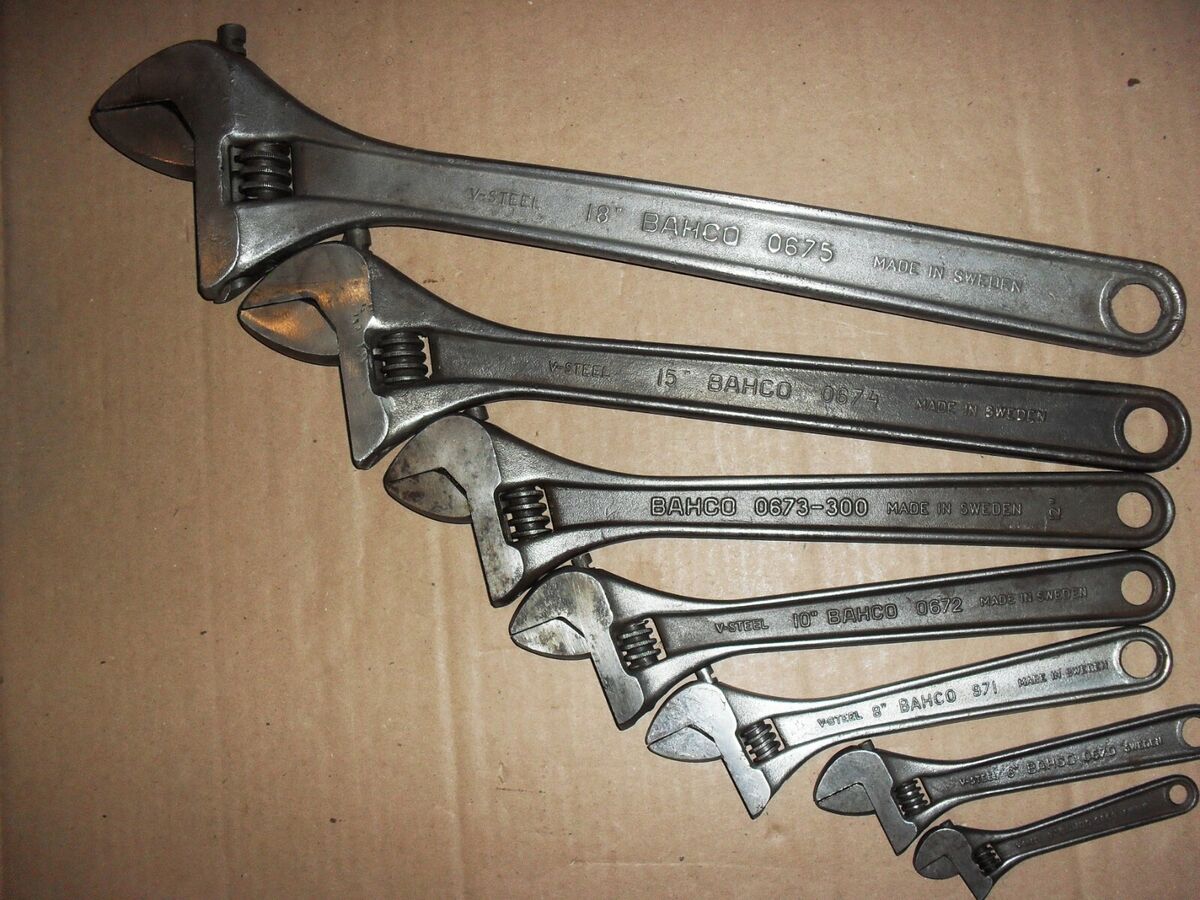 V-STEEL 18" BAHCO 0675 MADE IN SWEDEN
V-STEEL 15" BAHCO 0674 MADE IN SWEDEN
BAHCO 0673-300 MADE IN SWEDEN 12"
V-STEEL 10" BAHCO 0672 MADE IN SWEDEN
V-STEEL 8" BAHCO 971 MADE IN SWEDEN
V-STEEL 6" BAHCO 0670 SWEDEN